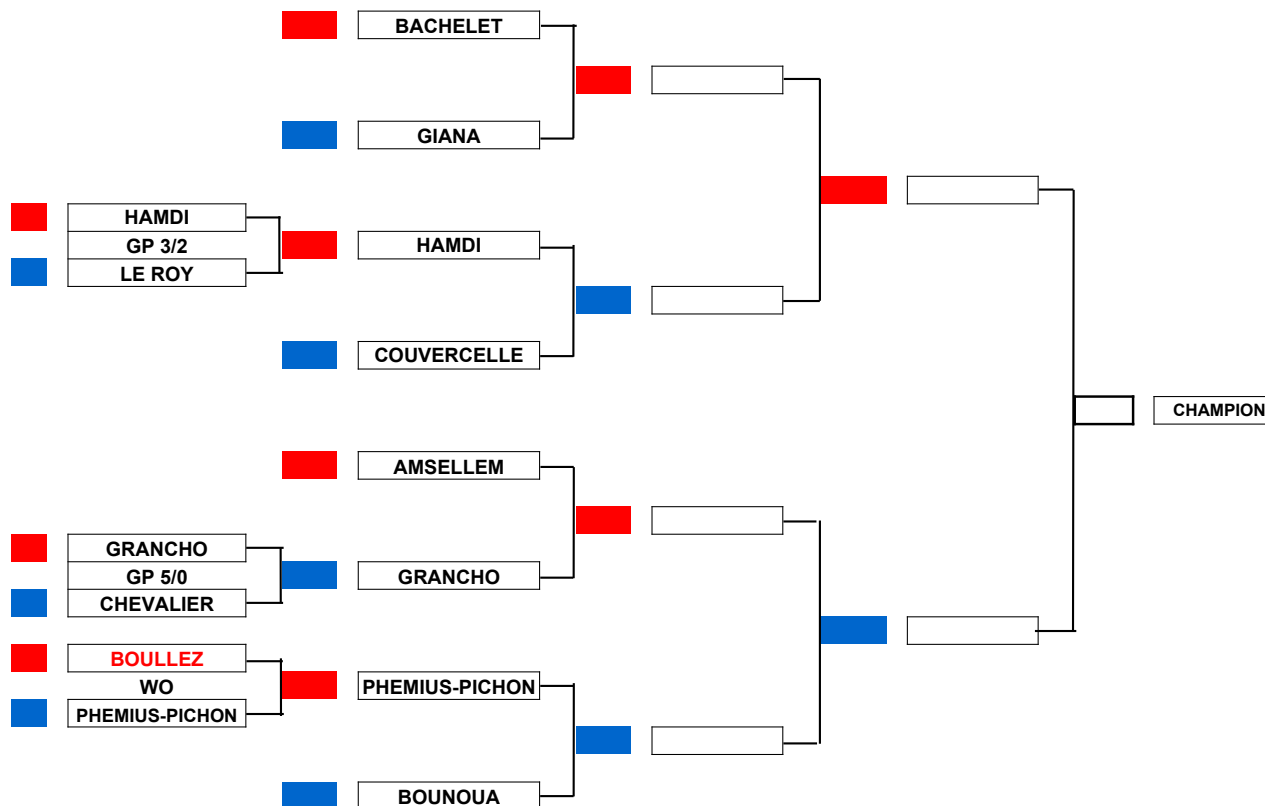 BACHELET
GIANA
HAMDI
GP 3/2
LE ROY
HAMDI
COUVERCELLE
CHAMPION
AMSELLEM
GRANCHO
GP 5/0
CHEVALIER
GRANCHO
BOULLEZ
WO
PHEMIUS-PICHON
PHEMIUS-PICHON
BOUNOUA